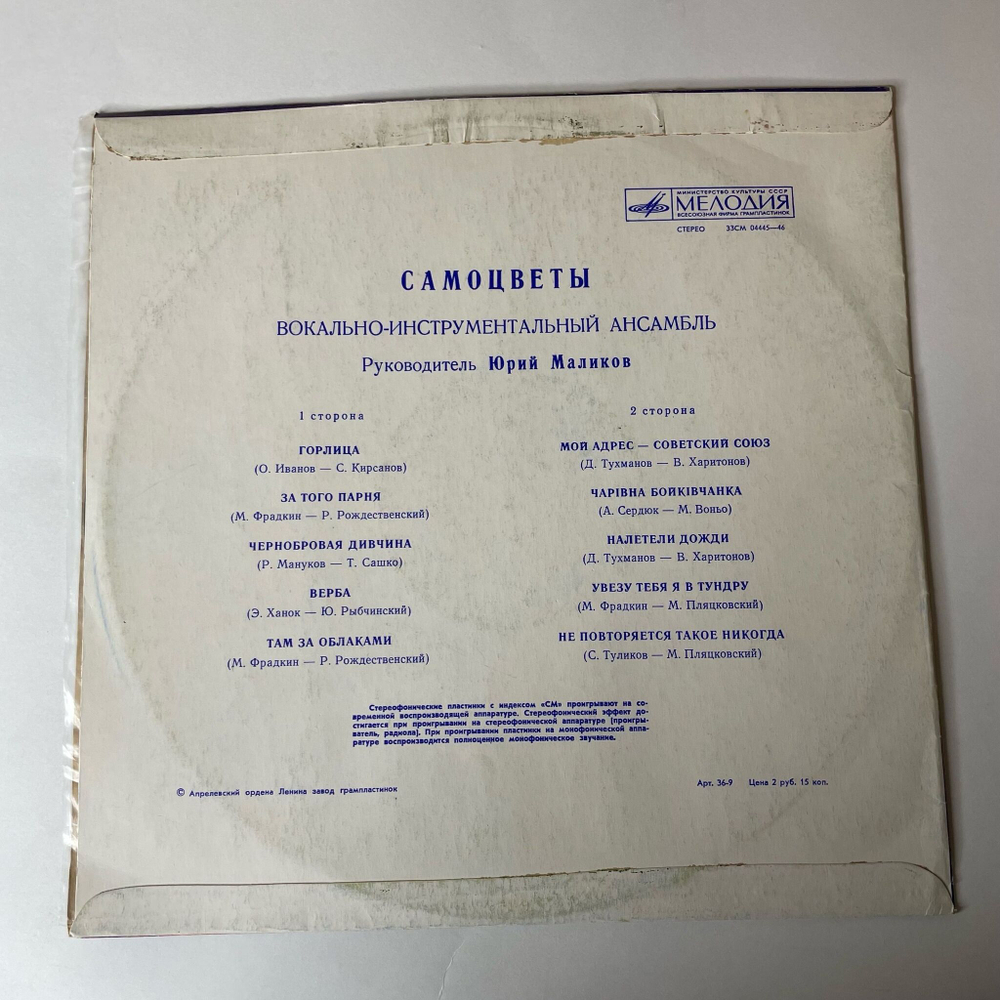 МИНИСТЕРСТВО КУЛЬТУРЫ СССР
МЕЛОДИЯ
ВСЕСОЮЗНАЯ ФИРМА ГРАМПЛАСТИНОК
СТЕРЕО 33СМ 04445—46
САМОЦВЕТЫ
ВОКАЛЬНО-ИНСТРУМЕНТАЛЬНЫЙ АНСАМБЛЬ
Руководитель Юрий Маликов
1 сторона
ГОРЛИЦА
(О. Иванов — С. Кирсанов)
ЗА ТОГО ПАРНЯ
(М. Фрадкин — Р. Рождественский)
ЧЕРНОБРОВАЯ ДИВЧИНА
(Р. Мануков — Т. Сашко)
ВЕРБА
(Э. Ханок — Ю. Рыбчинский)
ТАМ ЗА ОБЛАКАМИ
(М. Фрадкин — Р. Рождественский)
2 сторона
МОЙ АДРЕС — СОВЕТСКИЙ СОЮЗ
(Д. Тухманов — В. Харитонов)
ЧАРІВНА БОЙКІВЧАНКА
(А. Сердюк — М. Воньо)
НАЛЕТЕЛИ ДОЖДИ
(Д. Тухманов — В. Харитонов)
УВЕЗУ ТЕБЯ Я В ТУНДРУ
(М. Фрадкин — М. Пляцковский)
НЕ ПОВТОРЯЕТСЯ ТАКОЕ НИКОГДА
(С. Туликов — М. Пляцковский)
Стереофонические пластинки с индексом «СМ» проигрывают на со-
временной воспроизводящей аппаратуре. Стереофонический эффект до-
стигается при проигрывании на стереофонической аппаратуре (проигры-
ватель, радиола). При проигрывании пластинки на монофонической аппа-
ратуре воспроизводится полноценное монофоническое звучание.
© Апрелевский ордена Ленина завод грампластинок
Арт. 36-9 Цена 2 руб. 15 коп.